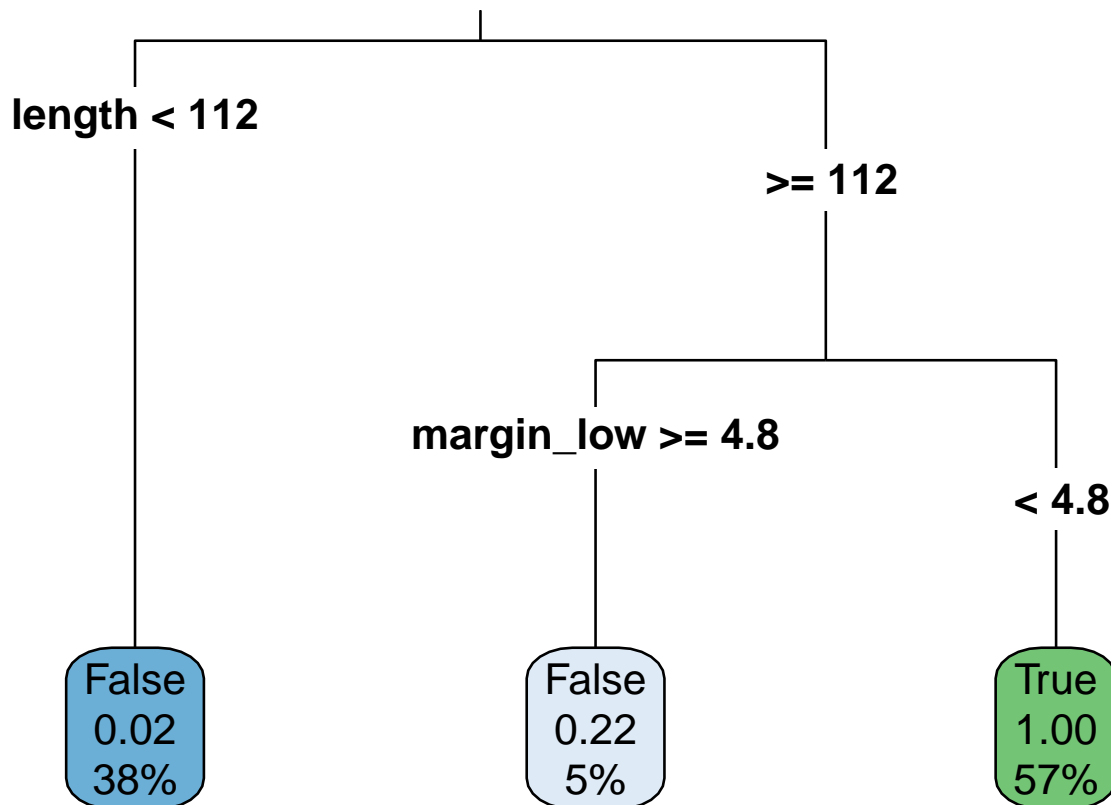 length < 112
>= 112
margin_low >= 4.8
< 4.8
False
0.02
38%
False
0.22
5%
True
1.00
57%